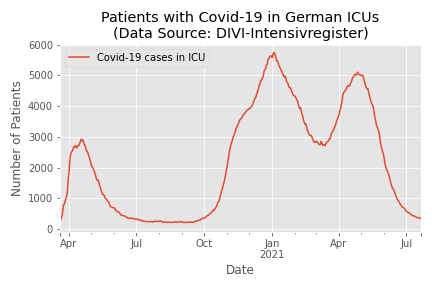 Patients with Covid-19 in German ICUs
(Data Source: DIVI-Intensivregister)
Covid-19 cases in ICU
Number of Patients
6000
5000
4000
3000
2000
1000
0
Apr Jul Oct Jan Apr Jul
2021
Date